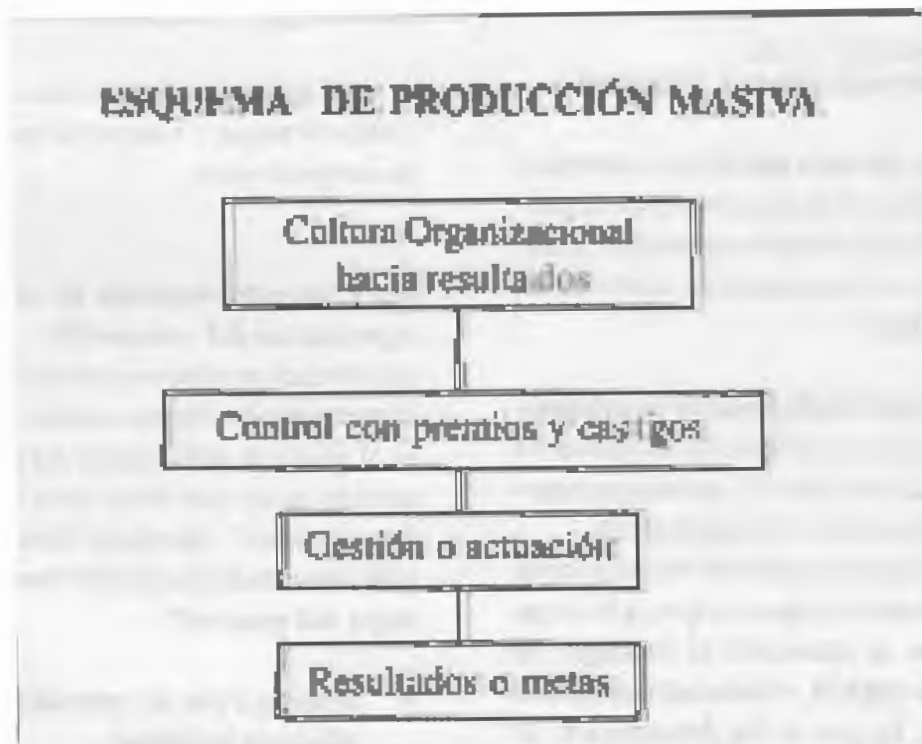 ESQUEMA DE PRODUCCIÓN MASIVA
Cultura Organizacional
hacia resultados
Control con premios y castigos
Gestión o actuación
Resultados o metas